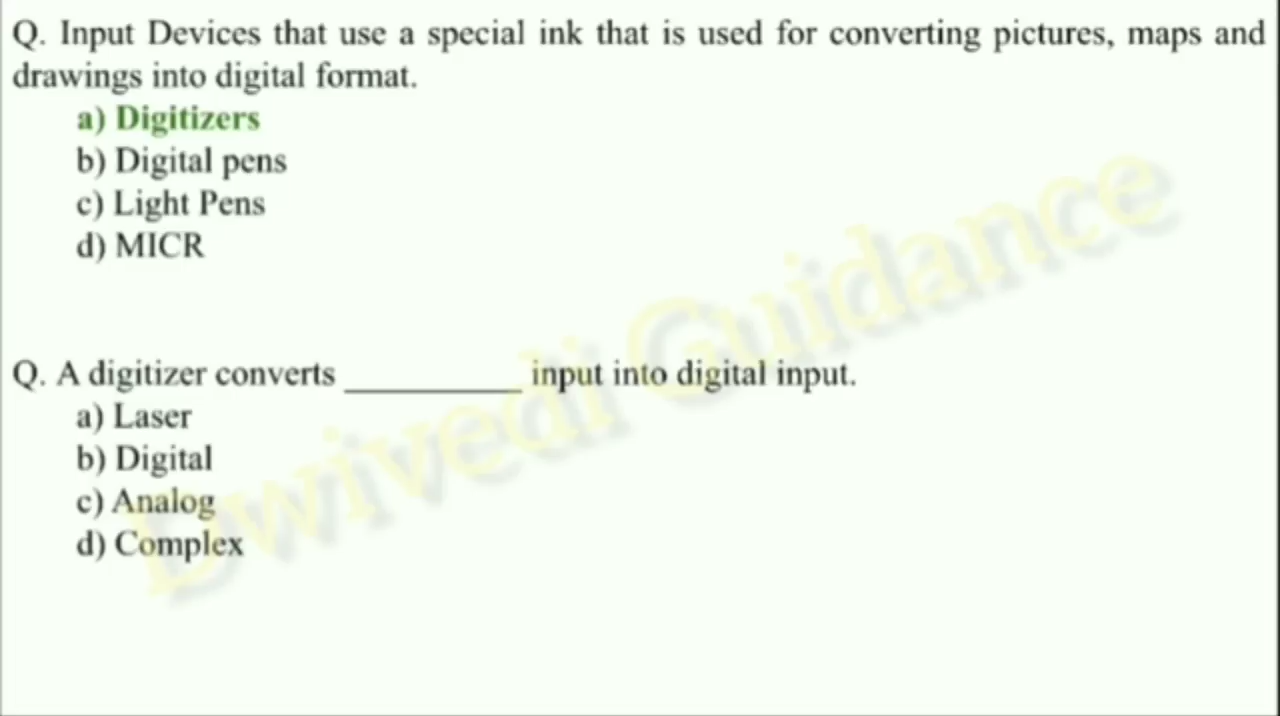 Q. Input Devices that use a special ink that is used for converting pictures, maps and
drawings into digital format.
a) Digitizers
b) Digital pens
c) Light Pens
d) MICR
Q. A digitizer converts __________ input into digital input.
a) Laser
b) Digital
c) Analog
d) Complex
Dwivedi Guidance